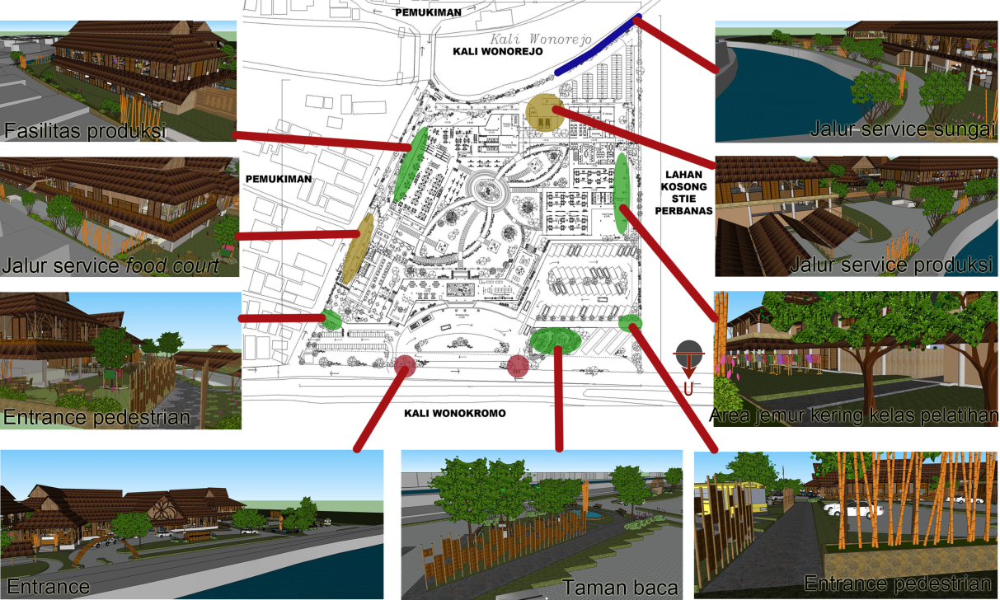 PEMUKIMAN
Kali Wonorejo
KALI WONOREJO
Fasilitas produksi
Jalur service sungai
PEMUKIMAN
LAHAN
KOSONG
STIE
PERBANAS
Jalur service food court
Jalur service produksi
Entrance pedestrian
U
Area jemur kering kelas pelatihan
KALI WONOKROMO
Entrance
Taman baca
Entrance pedestrian